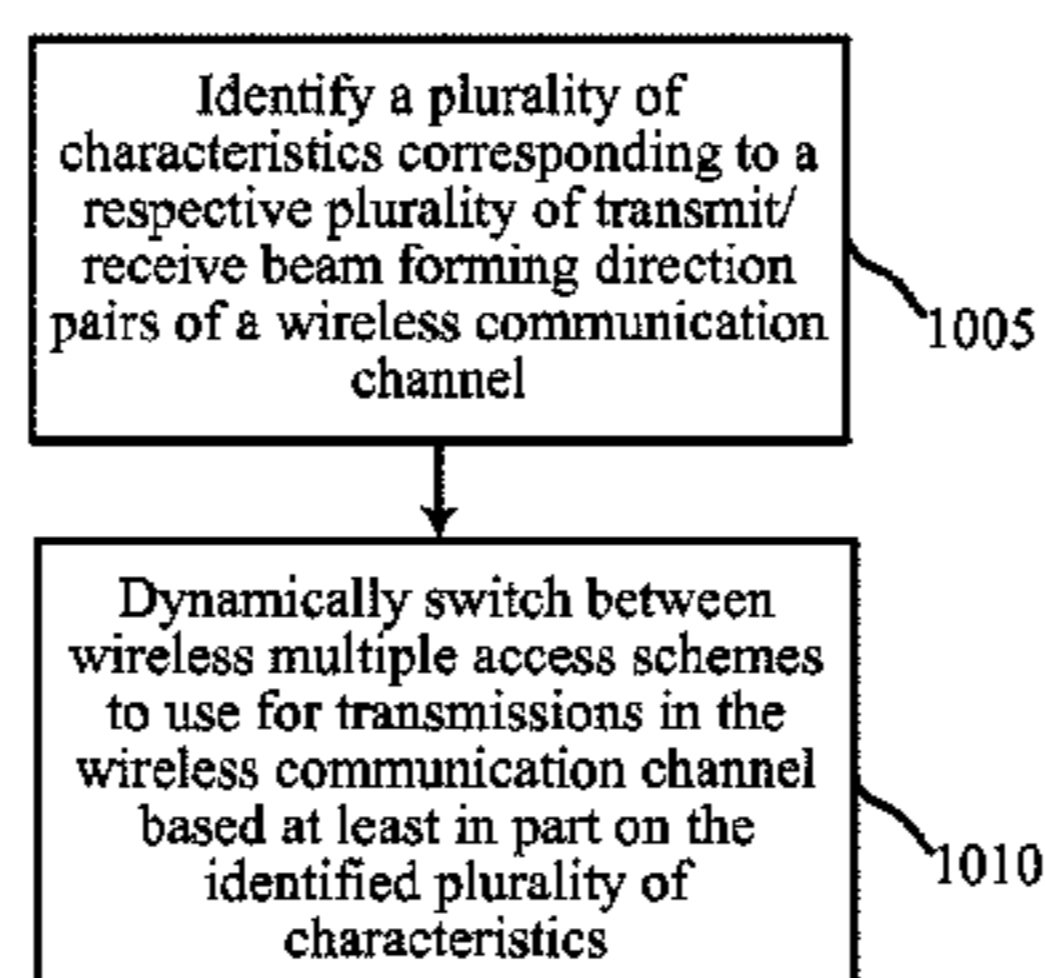 Identify a plurality of
characteristics corresponding to a
respective plurality of transmit/
receive beam forming direction
pairs of a wireless communication
channel
1005
Dynamically switch between
wireless multiple access schemes
to use for transmissions in the
wireless communication channel
based at least in part on the
identified plurality of
characteristics
1010